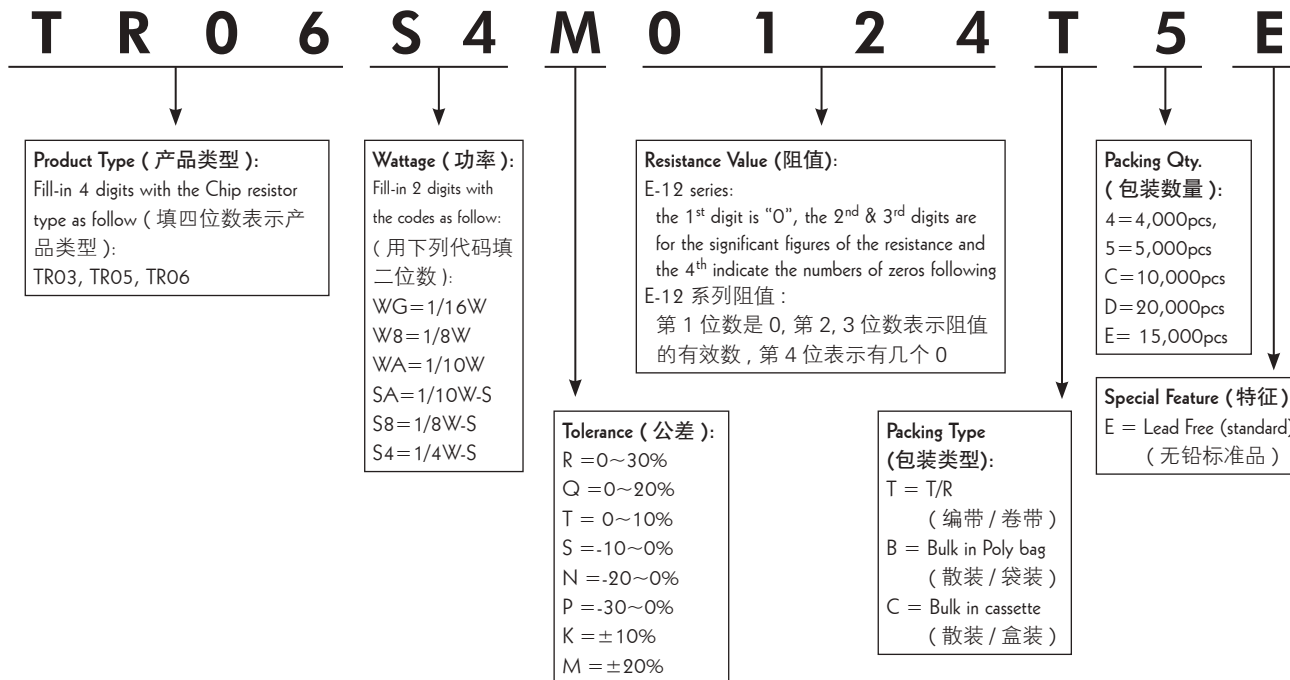 T R 0 6 S 4 M 0 1 2 4 T 5 E
Product Type ( 产品类型 ):
Fill-in 4 digits with the Chip resistor
type as follow ( 填四位数表示产
品类型 ):
TR03, TR05, TR06
Wattage ( 功率 ):
Fill-in 2 digits with
the codes as follow:
( 用下列代码填
二位数 ):
WG=1/16W
W8=1/8W
WA=1/10W
SA=1/10W-S
S8=1/8W-S
S4=1/4W-S
Tolerance ( 公差 ):
R =0~30%
Q =0~20%
T = 0~10%
S =-10~0%
N =-20~0%
P =-30~0%
K =±10%
M =±20%
Resistance Value (阻值):
E-12 series:
the 1st digit is “0”, the 2nd & 3rd digits are
for the significant figures of the resistance and
the 4th indicate the numbers of zeros following
E-12 系列阻值 :
第 1 位数是 0, 第 2, 3 位数表示阻值
的有效数 , 第 4 位表示有几个 0
Packing Type
(包装类型):
T = T/R
( 编带 / 卷带 )
B = Bulk in Poly bag
( 散装 / 袋装 )
C = Bulk in cassette
( 散装 / 盒装 )
Packing Qty.
( 包装数量 ):
4=4,000pcs,
5=5,000pcs
C=10,000pcs
D=20,000pcs
E= 15,000pcs
Special Feature ( 特征 )
E = Lead Free (standard)
( 无铅标准品 )